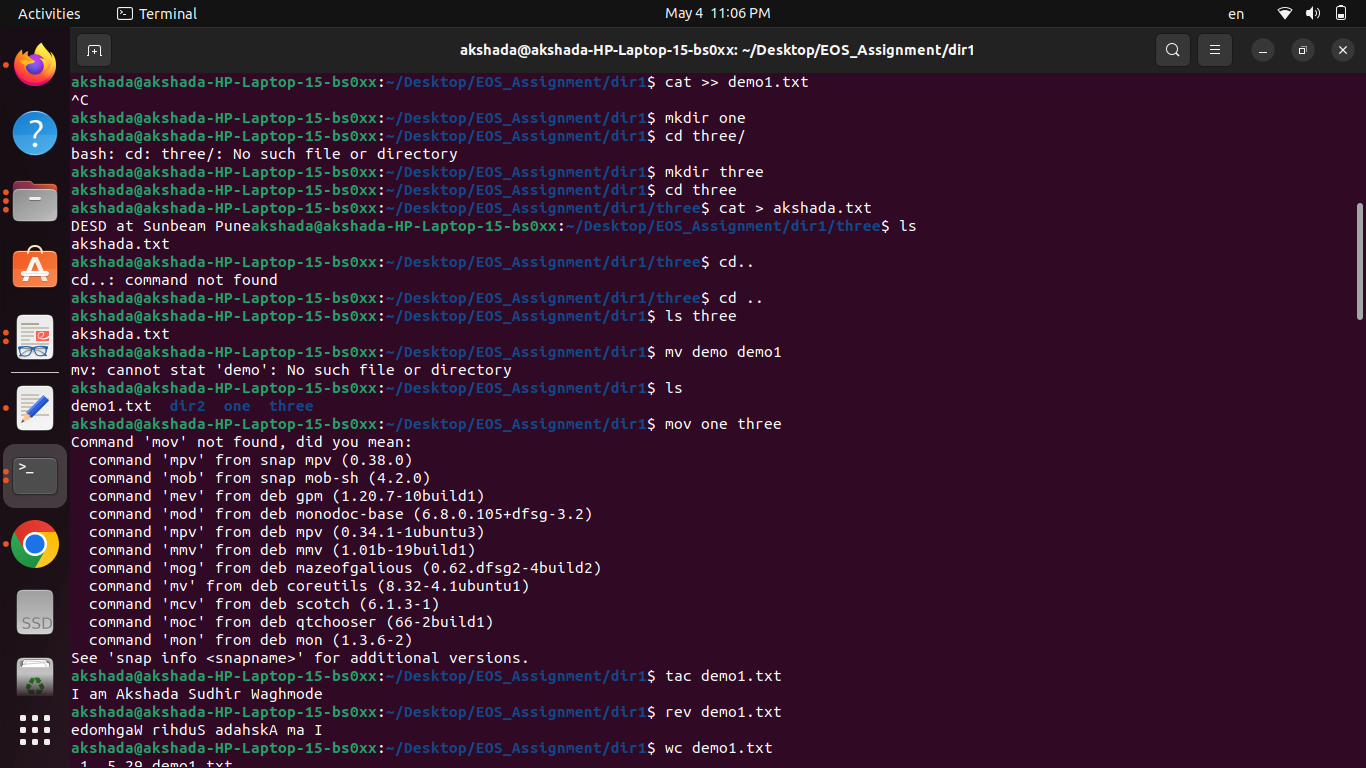 Activities
Terminal
May 4 11:06 PM
en
akshada@akshada-HP-Laptop-15-bs0xx: ~/Desktop/EOS_Assignment/dir1
akshada@akshada-HP-Laptop-15-bs0xx:~/Desktop/EOS_Assignment/dir1$ cat >> demo1.txt
^C
akshada@akshada-HP-Laptop-15-bs0xx:~/Desktop/EOS_Assignment/dir1$ mkdir one
akshada@akshada-HP-Laptop-15-bs0xx:~/Desktop/EOS_Assignment/dir1$ cd three/
bash: cd: three/: No such file or directory
akshada@akshada-HP-Laptop-15-bs0xx:~/Desktop/EOS_Assignment/dir1$ mkdir three
akshada@akshada-HP-Laptop-15-bs0xx:~/Desktop/EOS_Assignment/dir1$ cd three
akshada@akshada-HP-Laptop-15-bs0xx:~/Desktop/EOS_Assignment/dir1/three$ cat > akshada.txt
DESD at Sunbeam Puneakshada@akshada-HP-Laptop-15-bs0xx:~/Desktop/EOS_Assignment/dir1/three$ ls
akshada.txt
akshada@akshada-HP-Laptop-15-bs0xx:~/Desktop/EOS_Assignment/dir1/three$ cd..
cd..: command not found
akshada@akshada-HP-Laptop-15-bs0xx:~/Desktop/EOS_Assignment/dir1/three$ cd ..
akshada@akshada-HP-Laptop-15-bs0xx:~/Desktop/EOS_Assignment/dir1$ ls three
akshada.txt
akshada@akshada-HP-Laptop-15-bs0xx:~/Desktop/EOS_Assignment/dir1$ mv demo demo1
mv: cannot stat 'demo': No such file or directory
akshada@akshada-HP-Laptop-15-bs0xx:~/Desktop/EOS_Assignment/dir1$ ls
demo1.txt  dir2  one  three
akshada@akshada-HP-Laptop-15-bs0xx:~/Desktop/EOS_Assignment/dir1$ mov one three
Command 'mov' not found, did you mean:
  command 'mpv' from snap mpv (0.38.0)
  command 'mob' from snap mob-sh (4.2.0)
  command 'mev' from deb gpm (1.20.7-10build1)
  command 'mod' from deb monodoc-base (6.8.0.105+dfsg-3.2)
  command 'mpv' from deb mpv (0.34.1-1ubuntu3)
  command 'mmv' from deb mmv (1.01b-19build1)
  command 'mog' from deb mazeofgalious (0.62.dfsg2-4build2)
  command 'mv' from deb coreutils (8.32-4.1ubuntu1)
  command 'mcv' from deb scotch (6.1.3-1)
  command 'moc' from deb qtchooser (66-2build1)
  command 'mon' from deb mon (1.3.6-2)
See 'snap info <snapname>' for additional versions.
akshada@akshada-HP-Laptop-15-bs0xx:~/Desktop/EOS_Assignment/dir1$ tac demo1.txt
I am Akshada Sudhir Waghmode
akshada@akshada-HP-Laptop-15-bs0xx:~/Desktop/EOS_Assignment/dir1$ rev demo1.txt
edomhgaW rihduS adahskA ma I
akshada@akshada-HP-Laptop-15-bs0xx:~/Desktop/EOS_Assignment/dir1$ wc demo1.txt
 1  5 29 demo1.txt
SSD